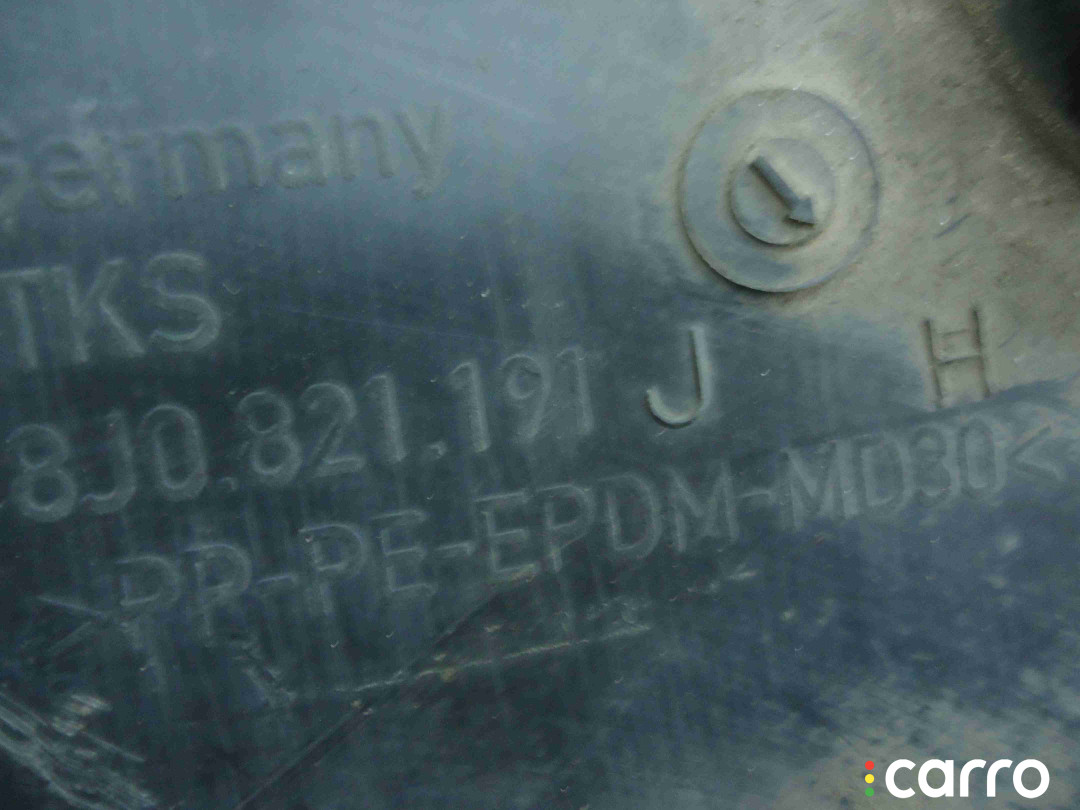 Germany
TKS
8J0.821.191 J H
>PP-PE-EPDM-MD30<
carro